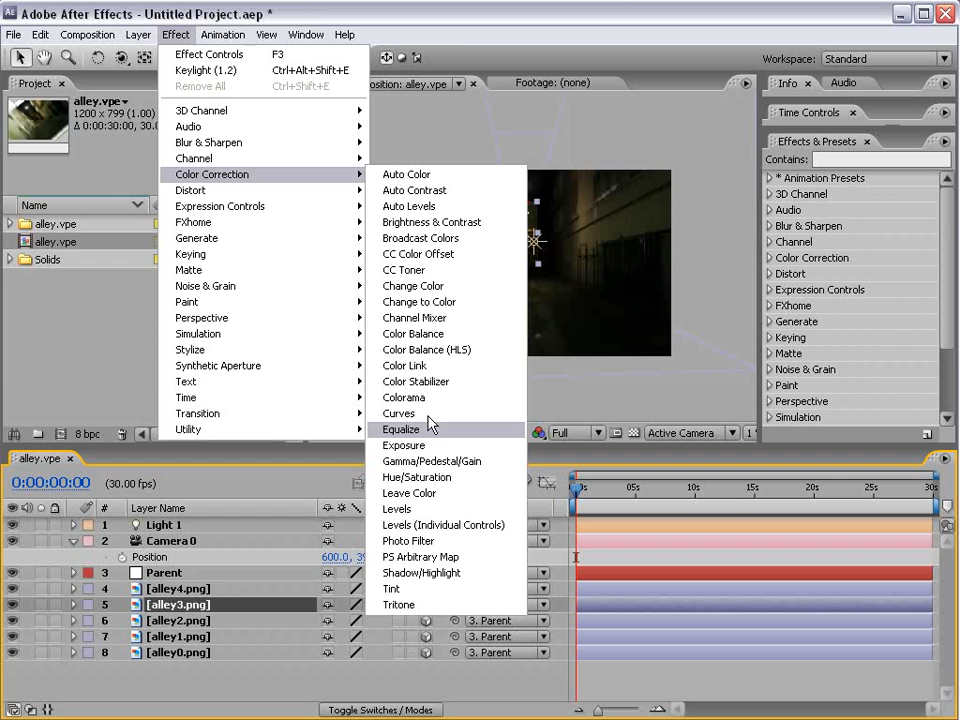 Adobe After Effects - Untitled Project.aep *
File Edit Composition Layer Effect Animation View Window Help
Workspace: Standard
Project
alley.vpe
1200 x 799 (1.00)
Δ 0:00:30:00, 30.0
Name
alley.vpe
alley.vpe
Solids
8 bpc
Effect Controls F3
Keylight (1.2) Ctrl+Alt+Shift+E
Remove All Ctrl+Shift+E
3D Channel
Audio
Blur & Sharpen
Channel
Color Correction
Distort
Expression Controls
FXhome
Generate
Keying
Matte
Noise & Grain
Paint
Perspective
Simulation
Stylize
Synthetic Aperture
Text
Time
Transition
Utility
Auto Color
Auto Contrast
Auto Levels
Brightness & Contrast
Broadcast Colors
CC Color Offset
CC Toner
Change Color
Change to Color
Channel Mixer
Color Balance
Color Balance (HLS)
Color Link
Color Stabilizer
Colorama
Curves
Equalize
Exposure
Gamma/Pedestal/Gain
Hue/Saturation
Leave Color
Levels
Levels (Individual Controls)
Photo Filter
PS Arbitrary Map
Shadow/Highlight
Tint
Tritone
position: alley.vpe
Footage: (none)
Full Active Camera 1
Info Audio
Time Controls
Effects & Presets
Contains:
* Animation Presets
3D Channel
Audio
Blur & Sharpen
Channel
Color Correction
Distort
Expression Controls
FXhome
Generate
Keying
Matte
Noise & Grain
Paint
Perspective
Simulation
alley.vpe
0:00:00:00 (30.00 fps)
# Layer Name
05s 10s 15s 20s 25s 30s
1 Light 1
2 Camera 0
Position 600.0, 39
3 Parent
4 [alley4.png]
5 [alley3.png]
6 [alley2.png] 3. Parent
7 [alley1.png] 3. Parent
8 [alley0.png] 3. Parent
Toggle Switches / Modes